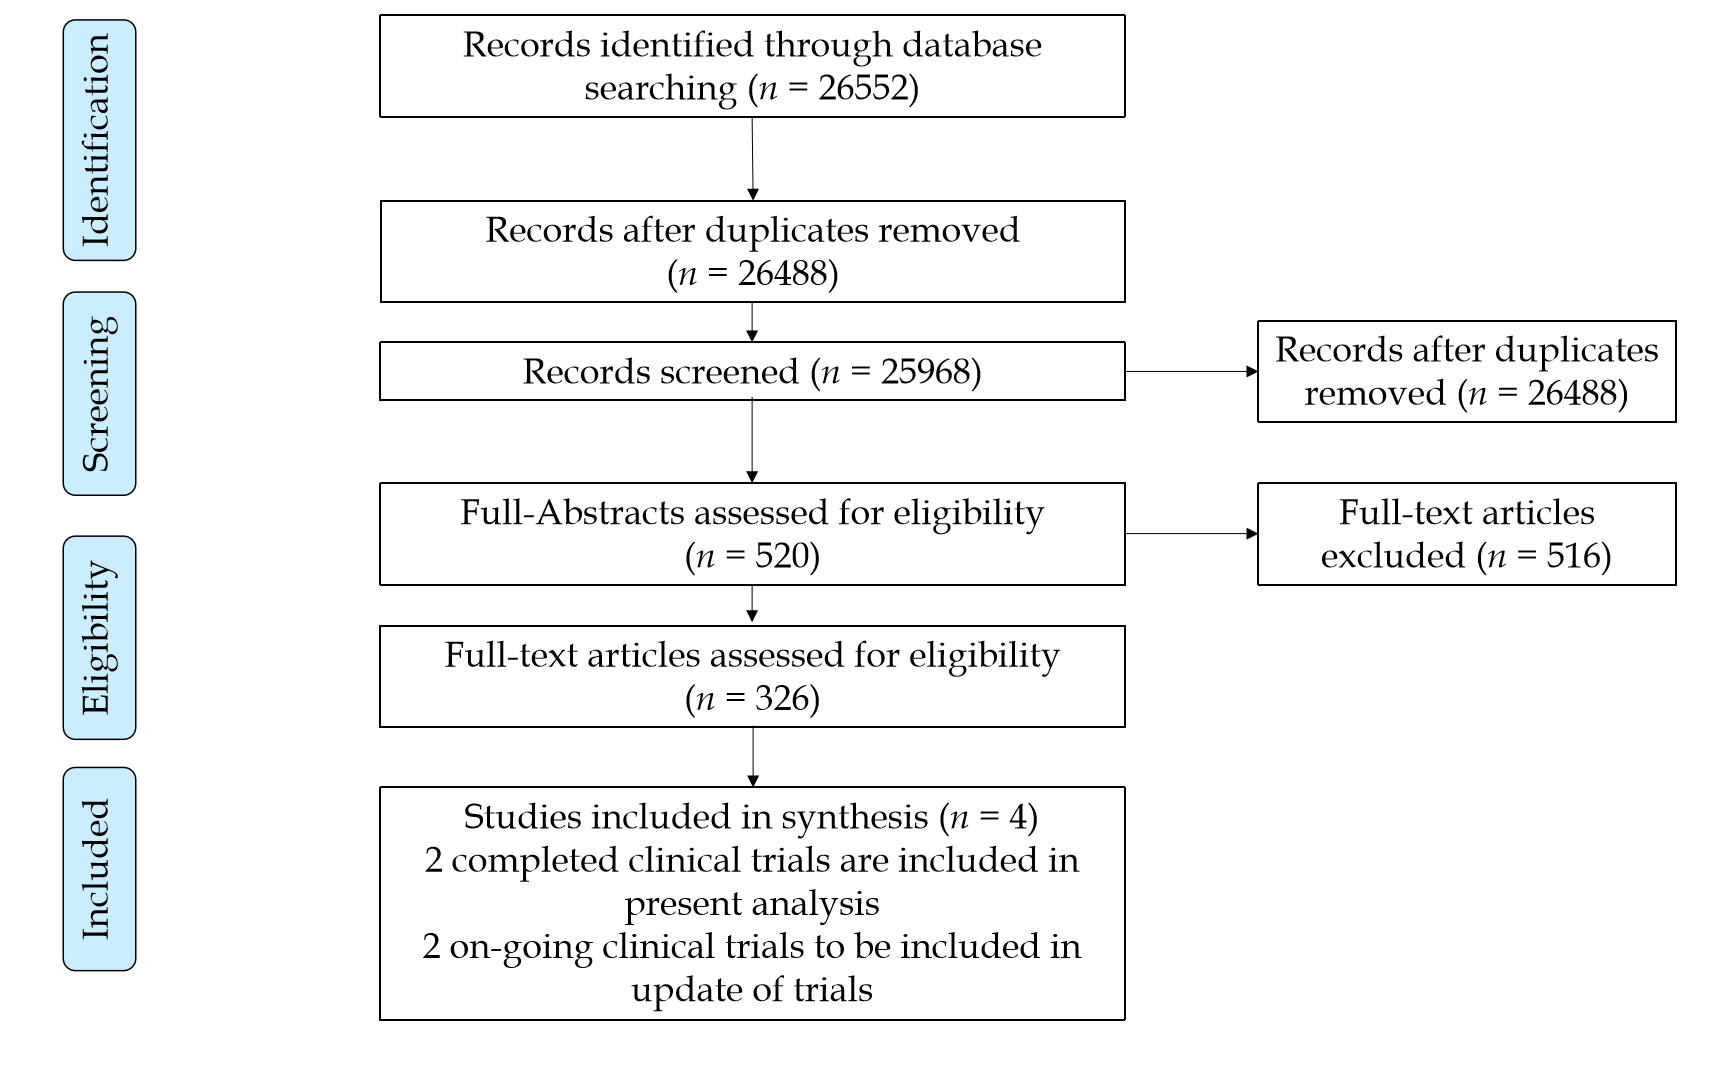 Identification
Records identified through database
searching (n = 26552)
Records after duplicates removed
(n = 26488)
Screening
Records screened (n = 25968)
Records after duplicates
removed (n = 26488)
Full-Abstracts assessed for eligibility
(n = 520)
Full-text articles
excluded (n = 516)
Eligibility
Full-text articles assessed for eligibility
(n = 326)
Included
Studies included in synthesis (n = 4)
2 completed clinical trials are included in
present analysis
2 on-going clinical trials to be included in
update of trials